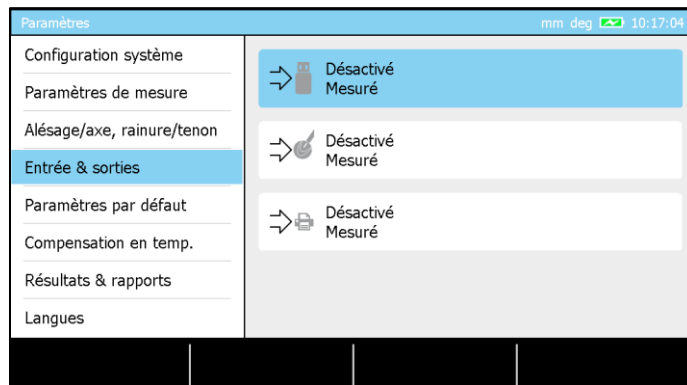 Paramètres
mm deg 10:17:04
Configuration système
Paramètres de mesure
Alésage/axe, rainure/tenon
Entrée & sorties
Paramètres par défaut
Compensation en temp.
Résultats & rapports
Langues
Désactivé
Mesuré
Désactivé
Mesuré
Désactivé
Mesuré